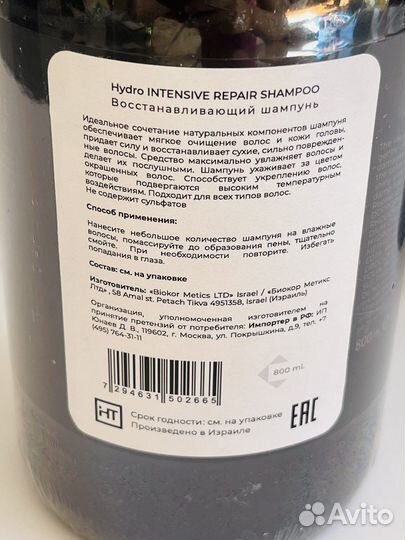 Hydro INTENSIVE REPAIR SHAMPOO
Восстанавливающий шампунь
Идеальное сочетание натуральных компонентов шампуня
обеспечивает мягкое очищение волос и кожи головы,
придает силу и восстанавливает сухие, сильно поврежден-
ные волосы. Средство максимально увлажняет волосы и
делает их послушными. Шампунь ухаживает за цветом
окрашенных волос. Способствует укреплению волос,
которые подвергаются высоким температурным
воздействиям. Подходит для всех типов волос.
Не содержит сульфатов
Способ применения:
Нанесите небольшое количество шампуня на влажные
волосы, помассируйте до образования пены, тщательно
смойте. При необходимости повторите. Избегать
попадания в глаза.
Состав: см. на упаковке
Изготовитель: «Biokor Metics LTD» Israel / «Биокор Метикс
Лтд» , 58 Amal st. Petach Tikva 4951358, Israel (Израиль)
Организация, уполномоченная изготовителем на
принятие претензий от потребителя: Импортер в РФ: ИП
Юнаев Д. В., 119602, г. Москва, ул. Покрышкина, д.9, тел. +7
(495) 764-31-11
800 mL
7 294631 502665
HT
Срок годности: см. на упаковке
Произведено в Израиле
EAC
Avito